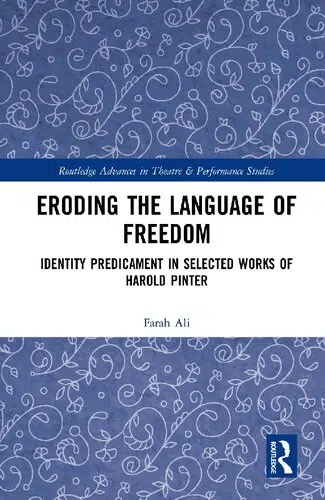 Routledge Advances in Theatre & Performance Studies
ERODING THE LANGUAGE OF
FREEDOM
IDENTITY PREDICAMENT IN SELECTED WORKS OF
HAROLD PINTER
Farah Ali
ROUTLEDGE